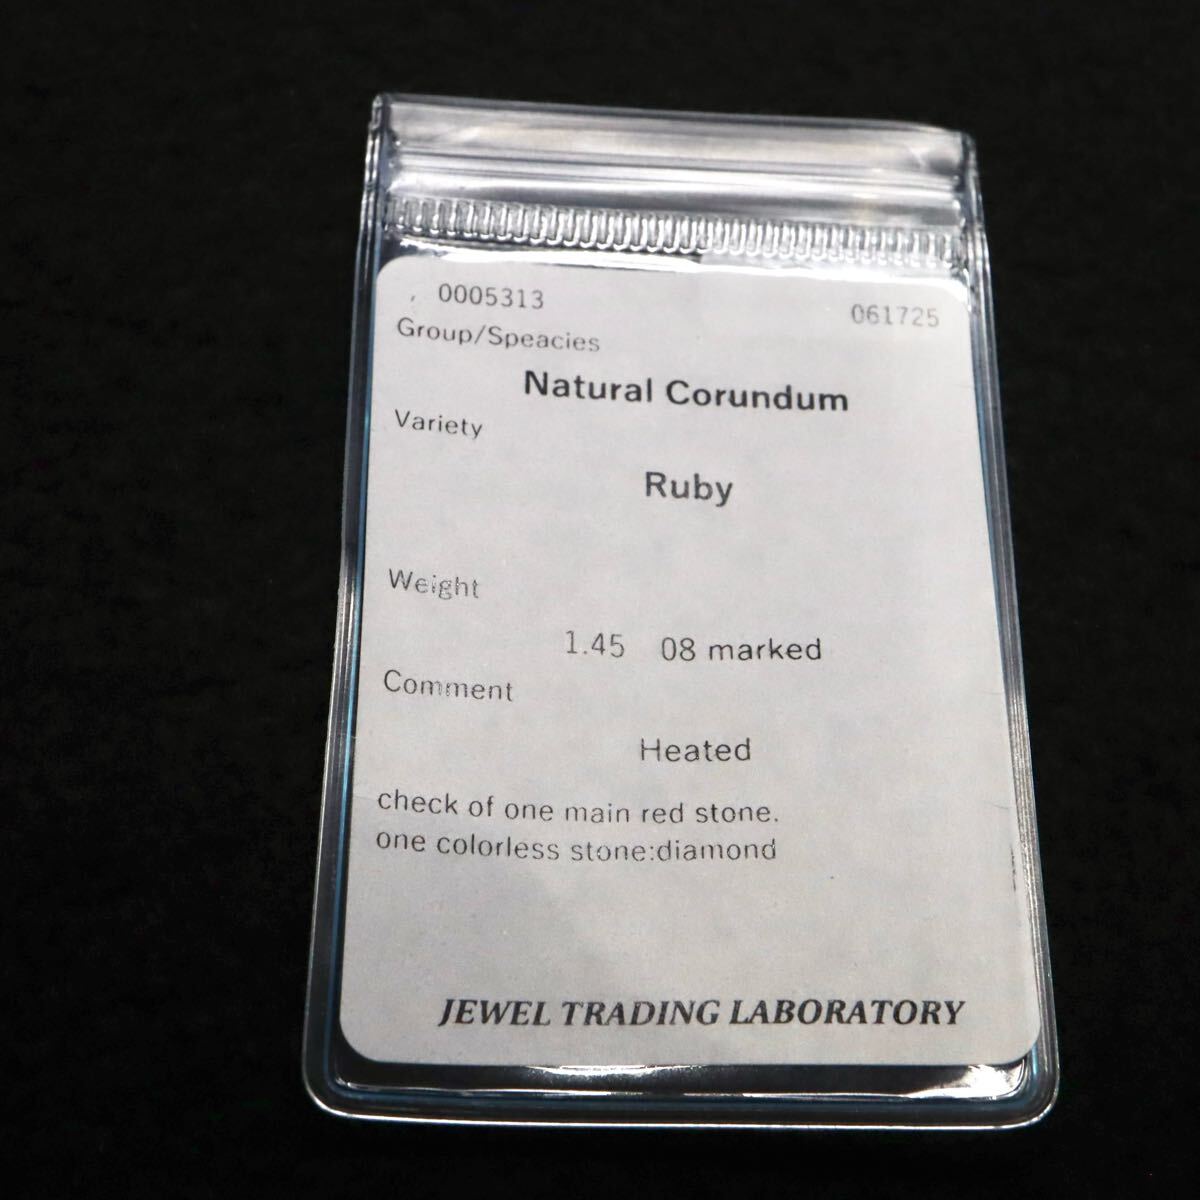 , 0005313 061725
Group/Speacies
Natural Corundum
Variety
Ruby
Weight
1.45 08 marked
Comment
Heated
check of one main red stone.
one colorless stone:diamond
JEWEL TRADING LABORATORY